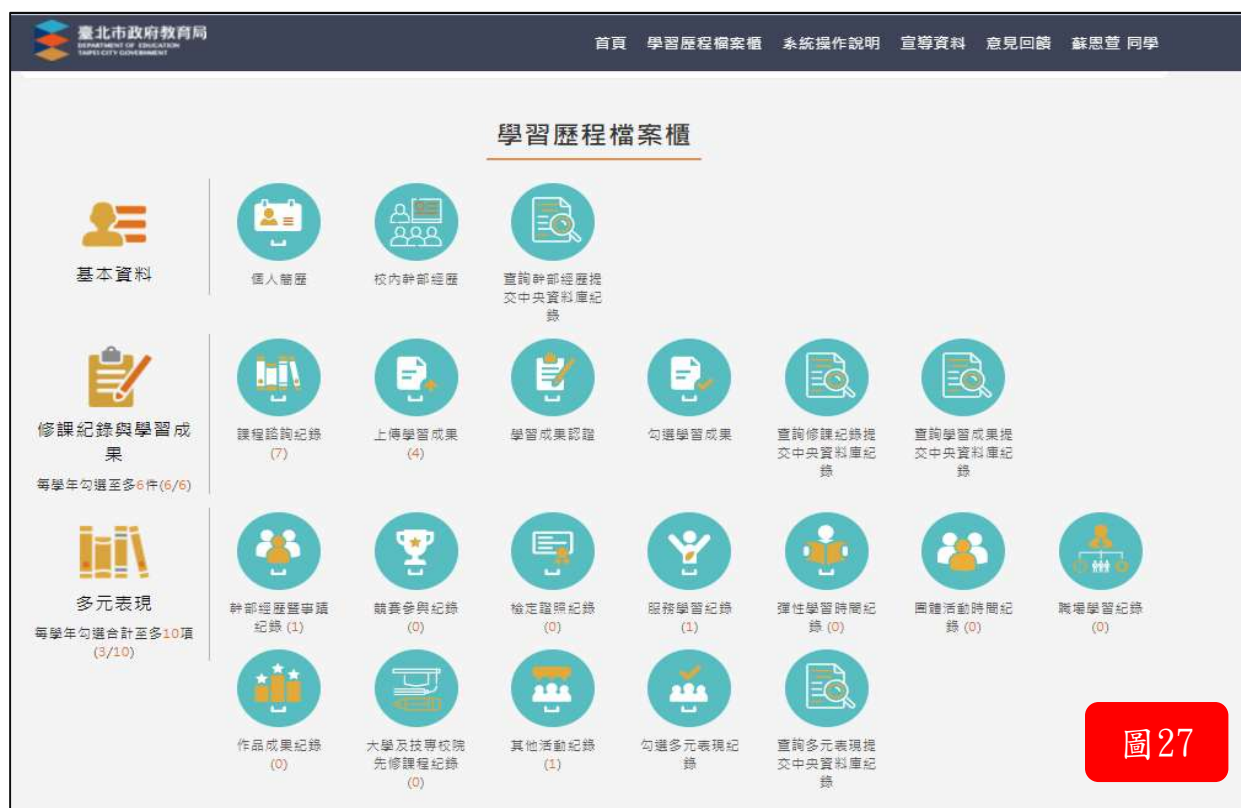 臺北市政府教育局
DEPARTMENT OF EDUCATION
TAIPEI CITY GOVERNMENT
首頁 學習歷程檔案櫃 系統操作說明 宣導資料 意見回饋 蘇恩萱 同學
學習歷程檔案櫃
基本資料
個人簡歷
校內幹部經歷
查詢幹部經歷提
交中央資料庫紀
錄
修課紀錄與學習成
果
每學年勾選至多6件(6/6)
課程諮詢紀錄
(7)
上傳學習成果
(4)
學習成果認證
勾選學習成果
查詢修課紀錄提
交中央資料庫紀
錄
查詢學習成果提
交中央資料庫紀
錄
多元表現
每學年勾選合計至多10項
(3/10)
幹部經歷暨事蹟
紀錄 (1)
競賽參與紀錄
(0)
檢定證照紀錄
(0)
服務學習紀錄
(1)
彈性學習時間紀
錄 (0)
團體活動時間紀
錄 (0)
職場學習紀錄
(0)
作品成果紀錄
(0)
大學及技專校院
先修課程紀錄
(0)
其他活動紀錄
(1)
勾選多元表現紀
錄
查詢多元表現提
交中央資料庫紀
錄
圖27